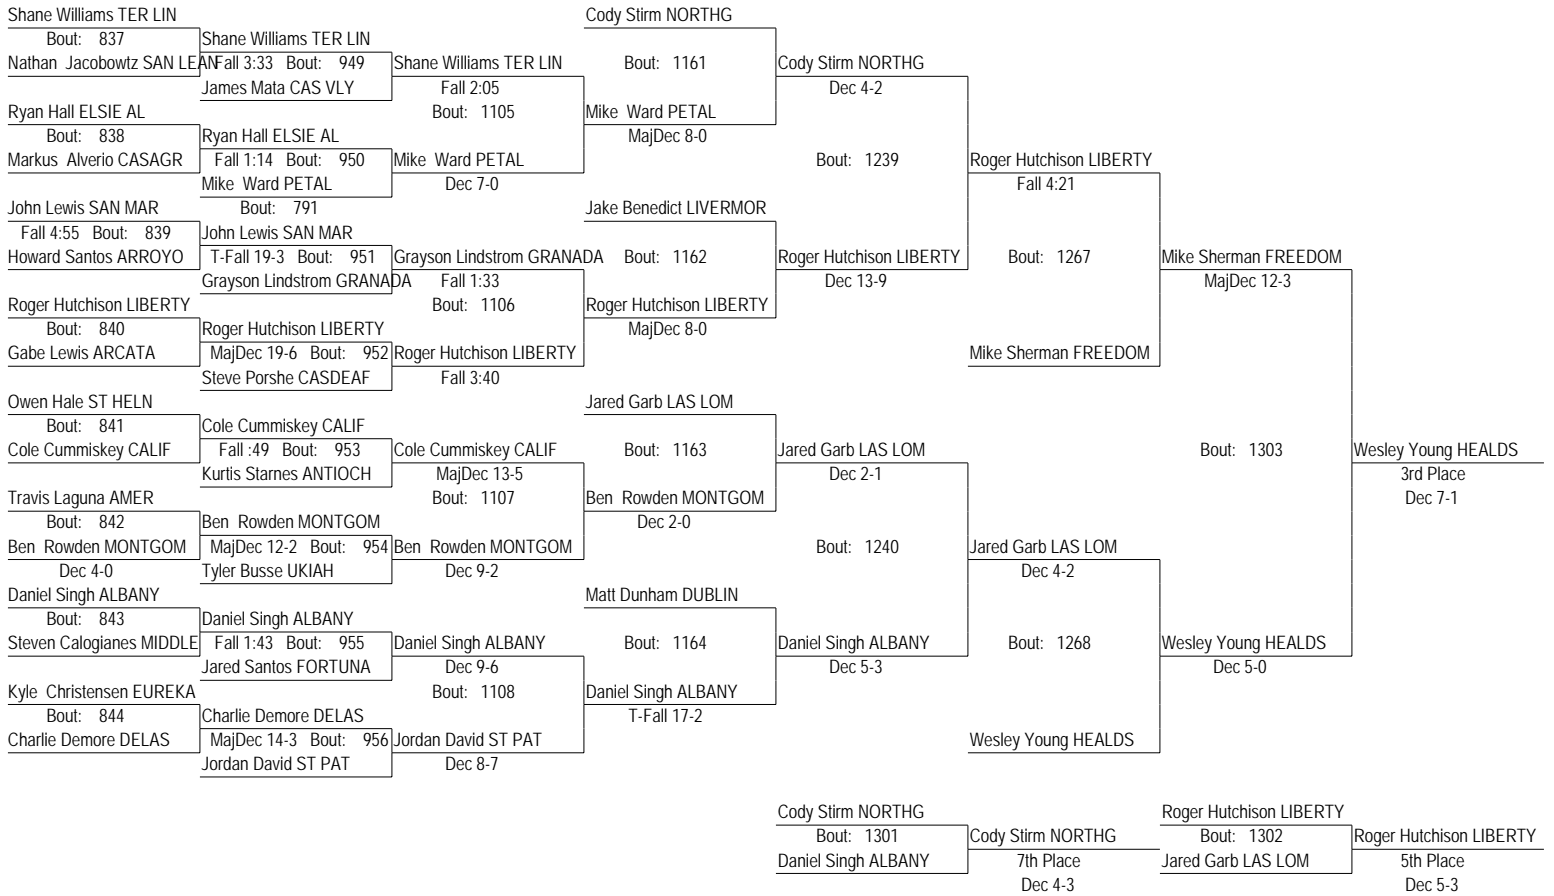 Shane Williams TER LIN
Bout: 837
Nathan Jacobowtz SAN LEAN
Ryan Hall ELSIE AL
Bout: 838
Markus Alverio CASAGR
John Lewis SAN MAR
Fall 4:55 Bout: 839
Howard Santos ARROYO
Roger Hutchison LIBERTY
Bout: 840
Gabe Lewis ARCATA
Owen Hale ST HELN
Bout: 841
Cole Cummiskey CALIF
Travis Laguna AMER
Bout: 842
Ben Rowden MONTGOM
Dec 4-0
Daniel Singh ALBANY
Bout: 843
Steven Calogianes MIDDLE
Kyle Christensen EUREKA
Bout: 844
Charlie Demore DELAS
Shane Williams TER LIN
Fall 3:33 Bout: 949
James Mata CAS VLY
Ryan Hall ELSIE AL
Fall 1:14 Bout: 950
Mike Ward PETAL
Bout: 791
John Lewis SAN MAR
T-Fall 19-3 Bout: 951
Grayson Lindstrom GRANADA
Roger Hutchison LIBERTY
MajDec 19-6 Bout: 952
Steve Porshe CASDEAF
Cole Cummiskey CALIF
Fall :49 Bout: 953
Kurtis Starnes ANTIOCH
Ben Rowden MONTGOM
MajDec 12-2 Bout: 954
Tyler Busse UKIAH
Daniel Singh ALBANY
Fall 1:43 Bout: 955
Jared Santos FORTUNA
Charlie Demore DELAS
MajDec 14-3 Bout: 956
Jordan David ST PAT
Shane Williams TER LIN
Fall 2:05
Bout: 1105
Mike Ward PETAL
Dec 7-0
Grayson Lindstrom GRANADA
Fall 1:33
Bout: 1106
Roger Hutchison LIBERTY
Fall 3:40
Cole Cummiskey CALIF
MajDec 13-5
Bout: 1107
Ben Rowden MONTGOM
Dec 9-2
Daniel Singh ALBANY
Dec 9-6
Bout: 1108
Jordan David ST PAT
Dec 8-7
Cody Stirm NORTHG
Bout: 1161
Mike Ward PETAL
MajDec 8-0
Jake Benedict LIVERMOR
Bout: 1162
Roger Hutchison LIBERTY
MajDec 8-0
Jared Garb LAS LOM
Bout: 1163
Ben Rowden MONTGOM
Dec 2-0
Matt Dunham DUBLIN
Bout: 1164
Daniel Singh ALBANY
T-Fall 17-2
Cody Stirm NORTHG
Dec 4-2
Bout: 1239
Roger Hutchison LIBERTY
Dec 13-9
Jared Garb LAS LOM
Dec 2-1
Bout: 1240
Daniel Singh ALBANY
Dec 5-3
Roger Hutchison LIBERTY
Fall 4:21
Bout: 1267
Mike Sherman FREEDOM
Jared Garb LAS LOM
Dec 4-2
Bout: 1268
Wesley Young HEALDS
Mike Sherman FREEDOM
MajDec 12-3
Bout: 1303
Wesley Young HEALDS
Dec 5-0
Wesley Young HEALDS
3rd Place
Dec 7-1
Cody Stirm NORTHG
Bout: 1301
Daniel Singh ALBANY
Cody Stirm NORTHG
7th Place
Dec 4-3
Roger Hutchison LIBERTY
Bout: 1302
Jared Garb LAS LOM
Roger Hutchison LIBERTY
5th Place
Dec 5-3